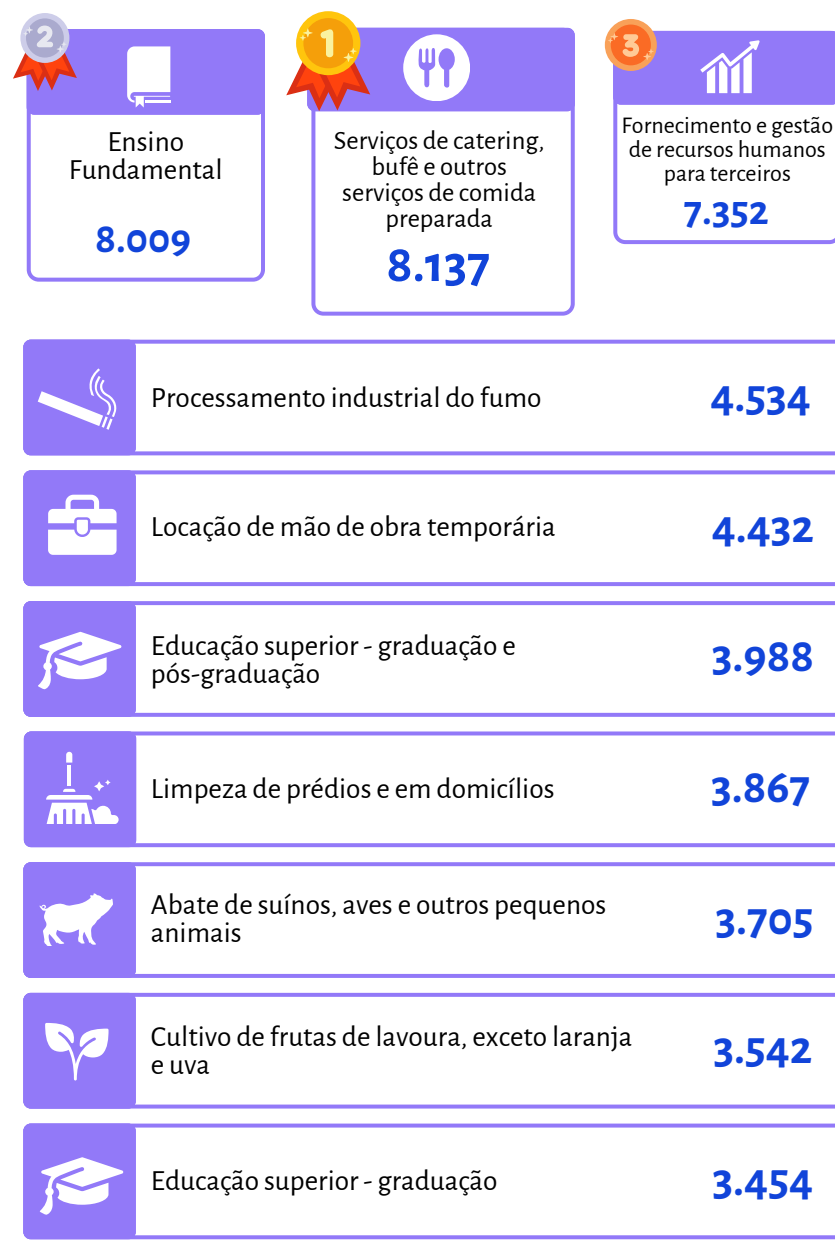 2
Ensino
Fundamental
8.009
1
Serviços de catering,
bufê e outros
serviços de comida
preparada
8.137
3
Fornecimento e gestão
de recursos humanos
para terceiros
7.352
Processamento industrial do fumo
4.534
Locação de mão de obra temporária
4.432
Educação superior - graduação e
pós-graduação
3.988
Limpeza de prédios e em domicílios
3.867
Abate de suínos, aves e outros pequenos
animais
3.705
Cultivo de frutas de lavoura, exceto laranja
e uva
3.542
Educação superior - graduação
3.454